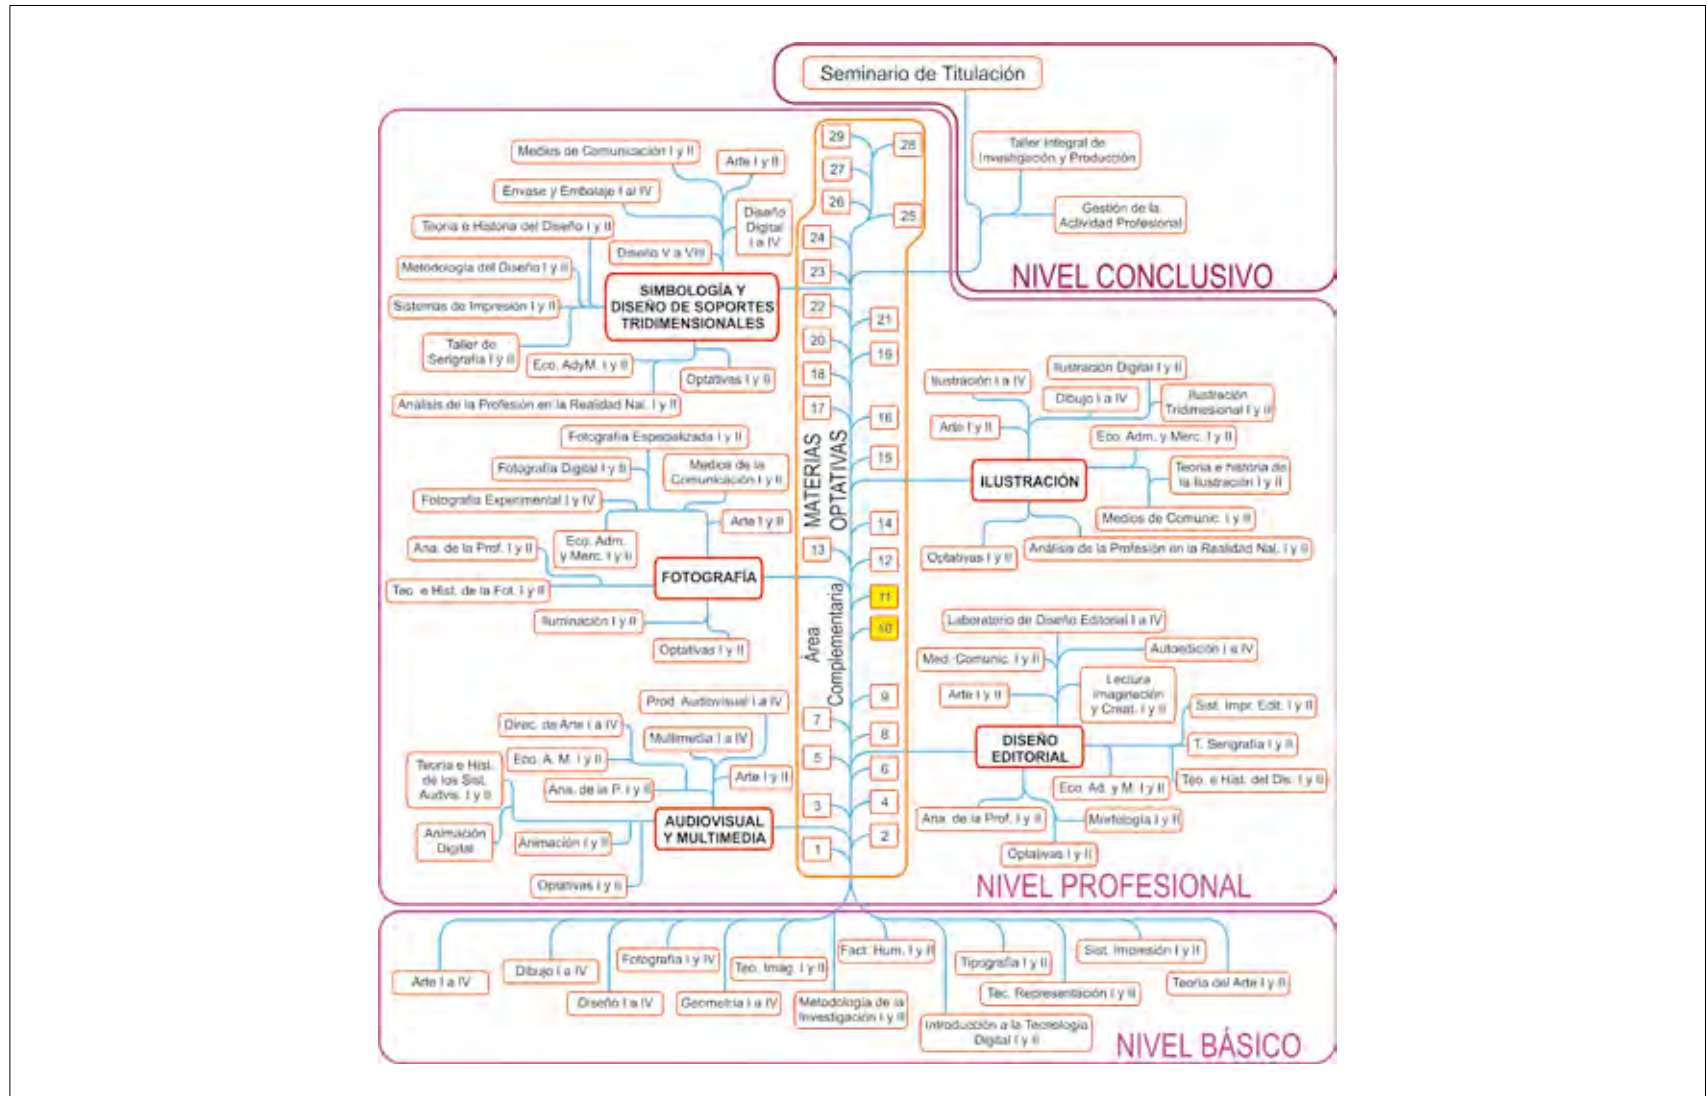 Seminario de Titulación
Taller Integral de
Investigación y Producción
Gestión de la
Actividad Profesional
NIVEL CONCLUSIVO
Medios de Comunicación I y II
Arte I y II
Envase y Embalaje I al IV
Diseño
Digital
I a IV
Teoría e Historia del Diseño I y II
Diseño V a VIII
Metodología del Diseño I y II
Sistemas de Impresión I y II
SIMBOLOGÍA Y
DISEÑO DE SOPORTES
TRIDIMENSIONALES
Taller de
Serigrafía I y II
Eco. AdyM. I y II
Optativas I y II
Análisis de la Profesión en la Realidad Nal. I y II
Fotografía Especializada I y II
Fotografía Digital I y II
Medios de la
Comunicación I y II
Fotografía Experimental I y IV
Arte I y II
Eco. Adm.
y Merc. I y II
Ana. de la Prof. I y II
FOTOGRAFÍA
Teo. e Hist. de la Fot. I y II
Iluminación I y II
Optativas I y II
Prod. Audiovisual I a IV
Direc. de Arte I a IV
Multimedia I a IV
Eco. A. M. I y II
Arte I y II
Teoría e Hist.
de los Sist.
Audvis. I y II
Ana. de la P. I y II
AUDIOVISUAL
Y MULTIMEDIA
Animación
Digital
Animación I y II
Optativas I y II
29
28
27
26
25
24
23
22
21
20
19
18
17
16
15
14
13
12
11
10
9
7
8
5
6
3
4
2
1
MATERIAS
OPTATIVAS
Área
Complementaria
Ilustración I a IV
Ilustración Digital I y II
Dibujo I a IV
Ilustración
Tridimesional I y II
Arte I y II
Eco. Adm. y Merc. I y II
ILUSTRACIÓN
Teoría e historia de
la Ilustración I y II
Medios de Comunic. I y II
Optativas I y II
Análisis de la Profesión en la Realidad Nal. I y II
Laboratorio de Diseño Editorial I a IV
Autoedición I a IV
Med. Comunic. I y II
Lectura
imaginación
y Creat. I y II
Arte I y II
Sist. Impr. Edit. I y II
DISEÑO
EDITORIAL
T. Serigrafía I y II
Eco. Ad. y M. I y II
Teo. e Hist. del Dis. I y II
Ana. de la Prof. I y II
Morfología I y II
Optativas I y II
NIVEL PROFESIONAL
Arte I a IV
Dibujo I a IV
Diseño I a IV
Fotografía I y IV
Geometría I a IV
Teo. Imag. I y II
Metodología de la
Investigación I y II
Fact. Hum. I y II
Introducción a la Tecnología
Digital I y II
Tipografía I y II
Tec. Representación I y II
Sist. Impresión I y II
Teoría del Arte I y II
NIVEL BÁSICO